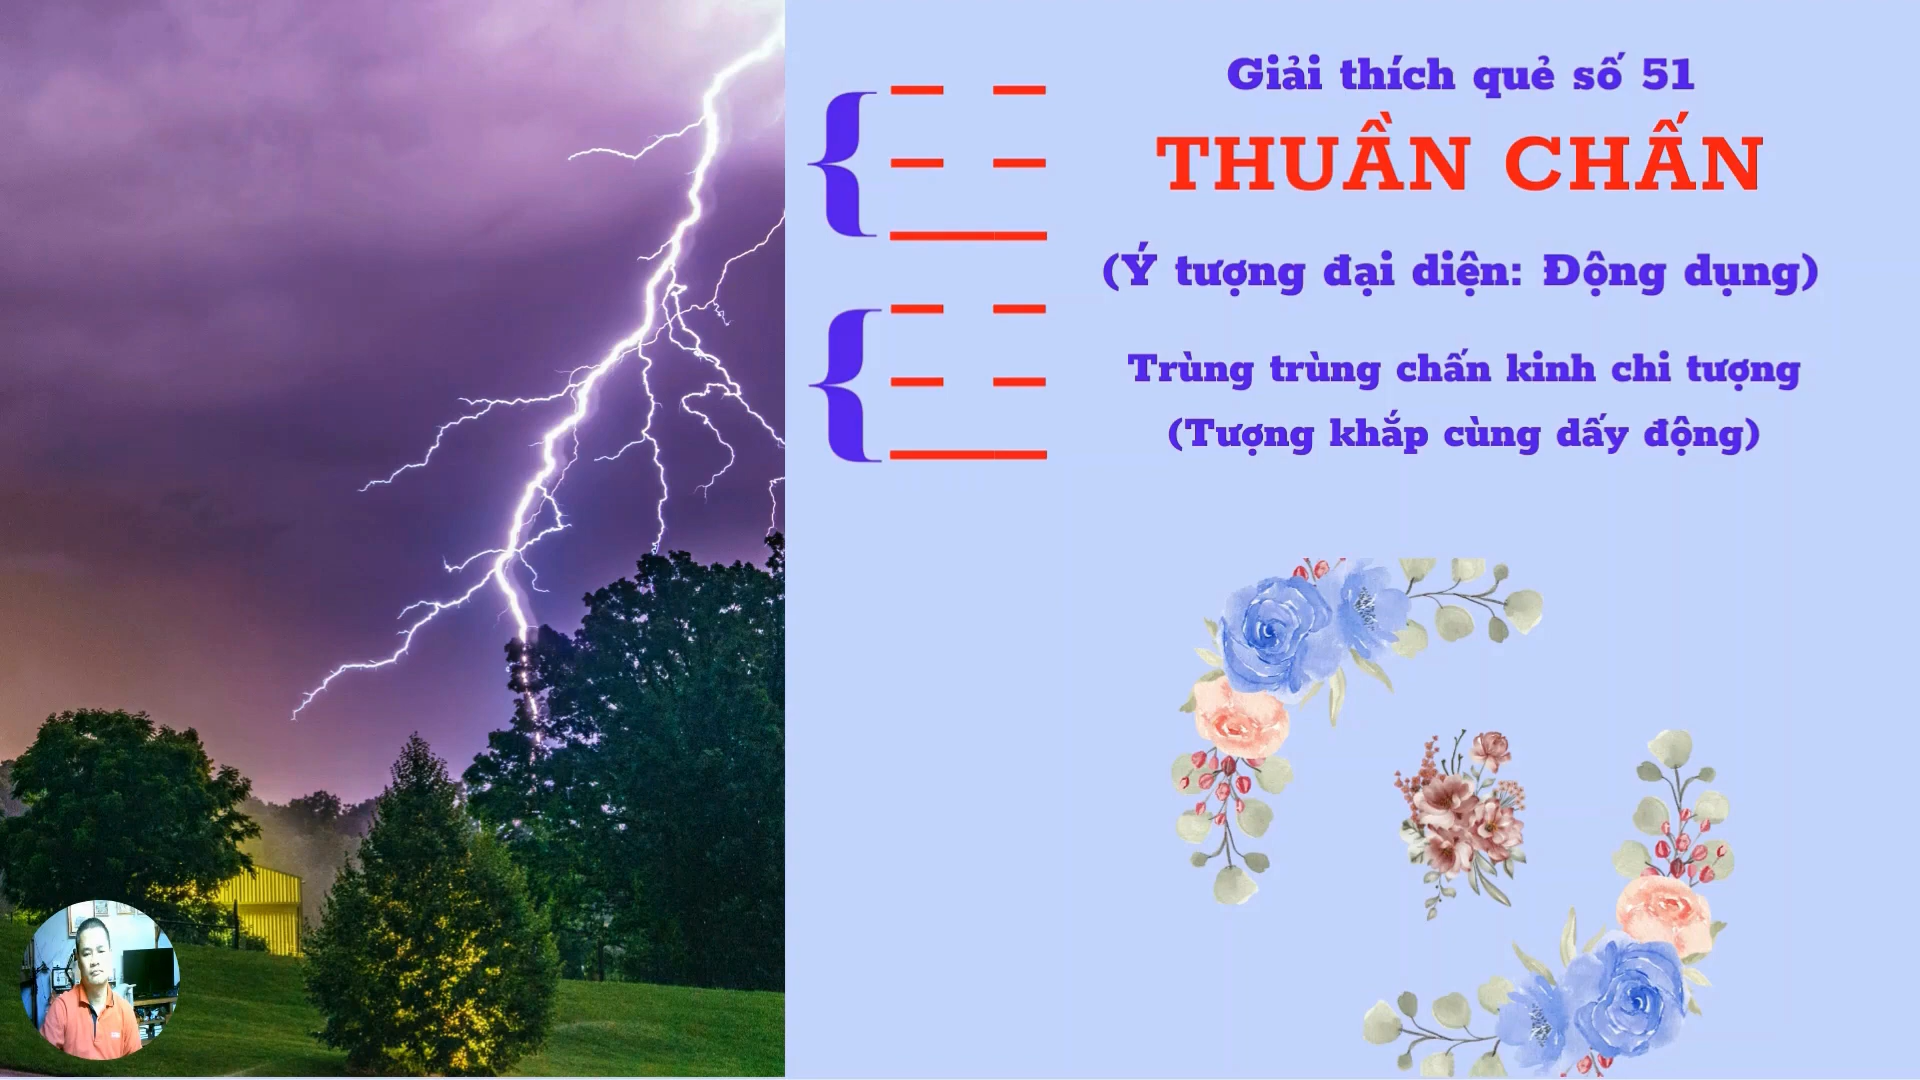 Giải thích quẻ số 51
THUẦN CHẤN
(Ý tượng đại diện: Động dụng)
Trùng trùng chấn kinh chi tượng
(Tượng khắp cùng dấy động)